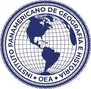 INSTITUTO PANAMERICANO DE GEOGRAFIA E HISTORIA
• OEA •